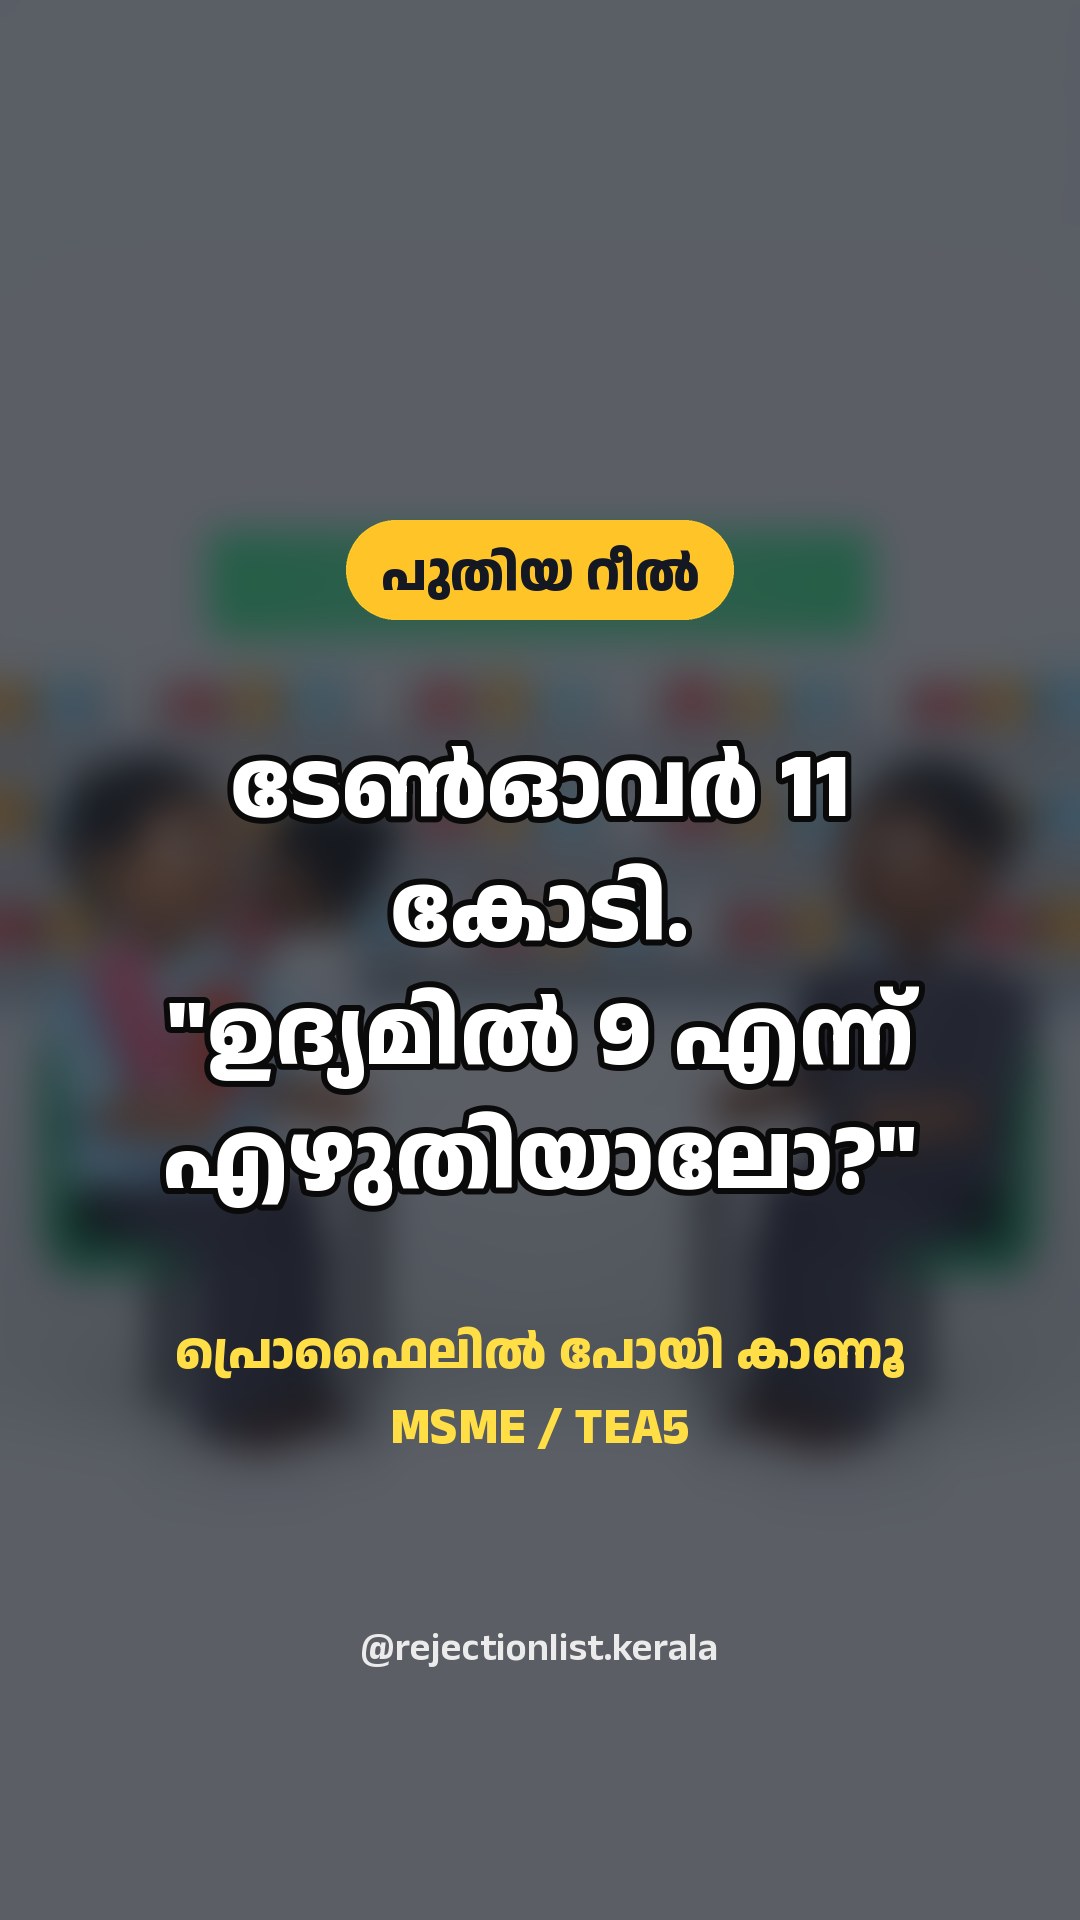 പുതിയ റീൽ
ടേൺഓവർ 11
കോടി.
"ഉദ്യമിൽ 9 എന്ന്
എഴുതിയാലോ?"
പ്രൊഫൈലിൽ പോയി കാണൂ
MSME / TEA5
@rejectionlist.kerala